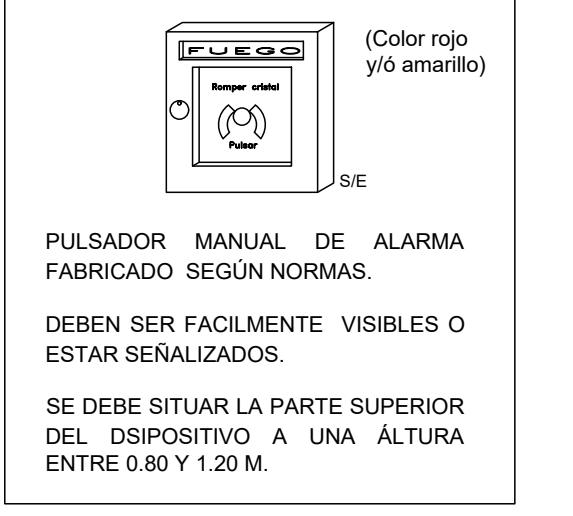 FUEGO
(Color rojo
y/ó amarillo)
Romper cristal
Pulsar
S/E
PULSADOR MANUAL DE ALARMA
FABRICADO SEGÚN NORMAS.
DEBEN SER FACILMENTE VISIBLES O
ESTAR SEÑALIZADOS.
SE DEBE SITUAR LA PARTE SUPERIOR
DEL DSIPOSITIVO A UNA ÁLTURA
ENTRE 0.80 Y 1.20 M.